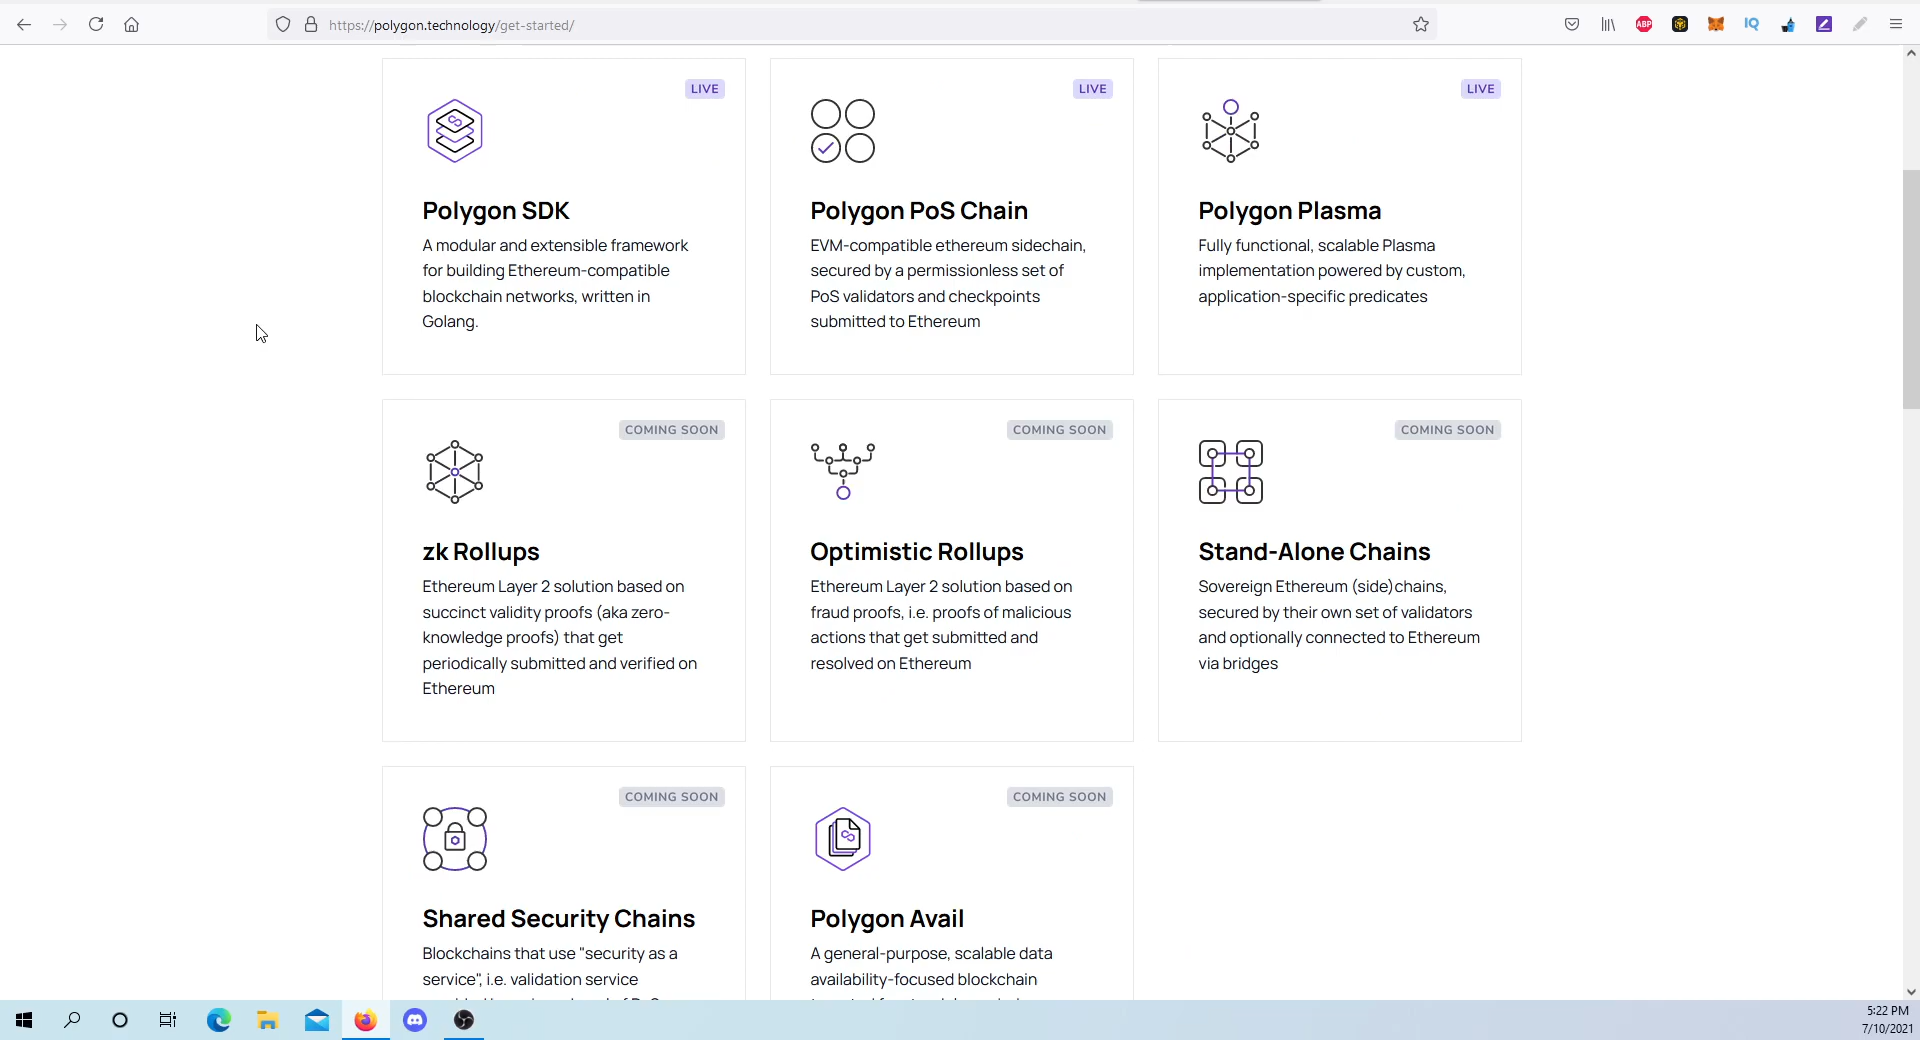 https://polygon.technology/get-started/
ABP
IQ
LIVE
Polygon SDK
A modular and extensible framework
for building Ethereum-compatible
blockchain networks, written in
Golang.
LIVE
Polygon PoS Chain
EVM-compatible ethereum sidechain,
secured by a permissionless set of
PoS validators and checkpoints
submitted to Ethereum
LIVE
Polygon Plasma
Fully functional, scalable Plasma
implementation powered by custom,
application-specific predicates
COMING SOON
zk Rollups
Ethereum Layer 2 solution based on
succinct validity proofs (aka zero-
knowledge proofs) that get
periodically submitted and verified on
Ethereum
COMING SOON
Optimistic Rollups
Ethereum Layer 2 solution based on
fraud proofs, i.e. proofs of malicious
actions that get submitted and
resolved on Ethereum
COMING SOON
Stand-Alone Chains
Sovereign Ethereum (side)chains,
secured by their own set of validators
and optionally connected to Ethereum
via bridges
COMING SOON
Shared Security Chains
Blockchains that use "security as a
service", i.e. validation service
COMING SOON
Polygon Avail
A general-purpose, scalable data
availability-focused blockchain
5:22 PM
7/10/2021